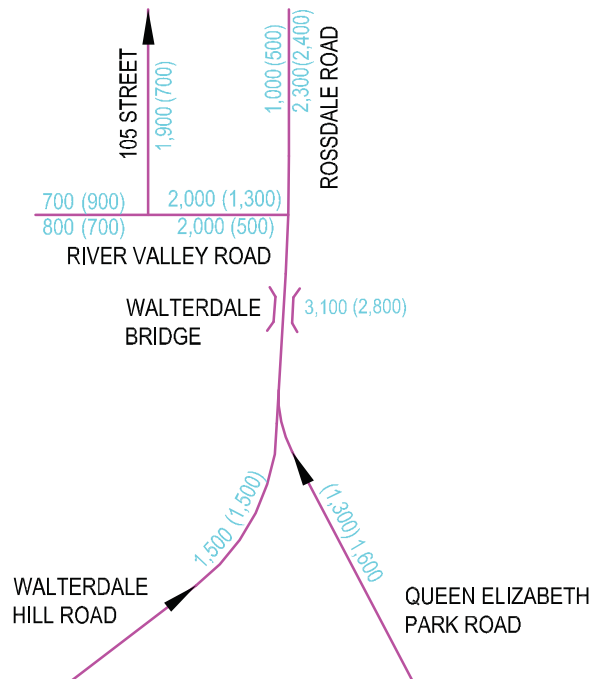 105 STREET
1,900 (700)
1,000 (500)
2,300(2,400)
ROSSDALE ROAD
700 (900)
2,000 (1,300)
800 (700)
2,000 (500)
RIVER VALLEY ROAD
WALTERDALE
BRIDGE
3,100 (2,800)
1,500 (1,500)
(1,300) 1,600
WALTERDALE
HILL ROAD
QUEEN ELIZABETH
PARK ROAD